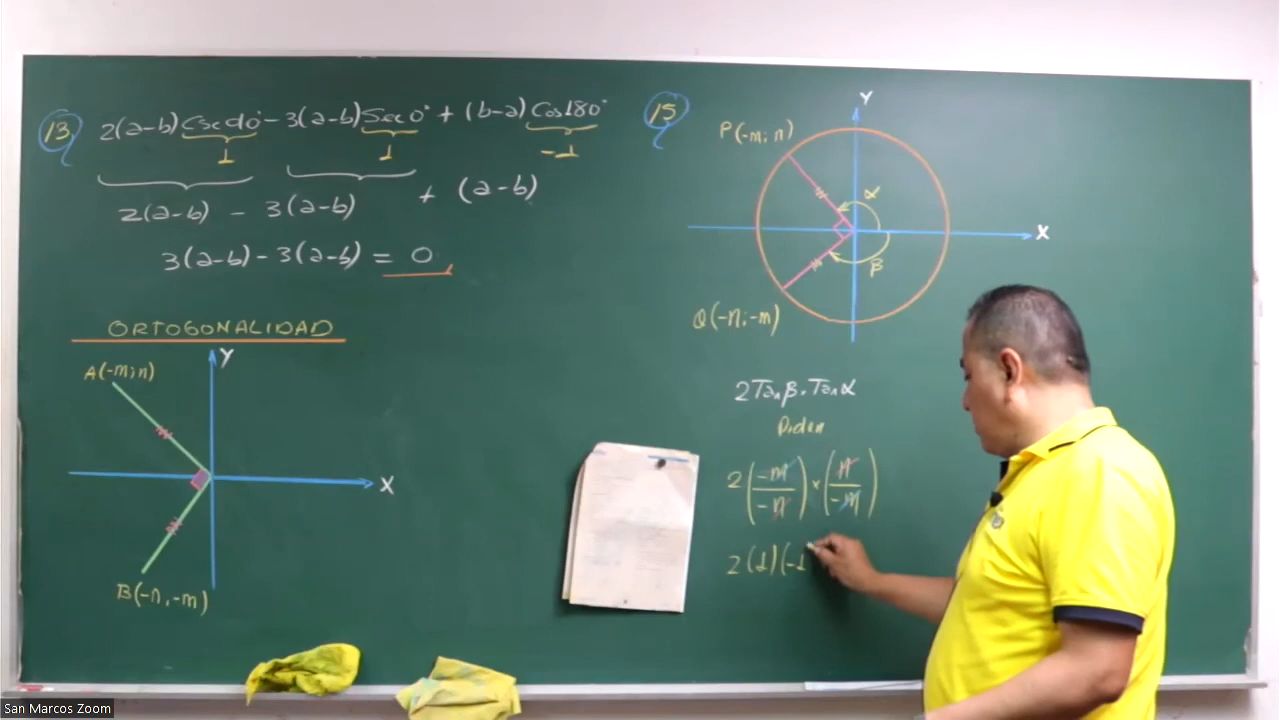 13
2(a-b)Csc90° - 3(a-b)Sec0° + (b-a)Cos180°
1
1
-1
2(a-b) - 3(a-b) + (a-b)
3(a-b) - 3(a-b) = 0
ORTOGONALIDAD
Y
A(-m; n)
X
B(-n, -m)
15
Y
P(-m; n)
α
X
β
Q(-n; -m)
2Tanβ.Tanα
Piden
2(-m/-n) × (n/-m)
2(1)(-1
San Marcos Zoom